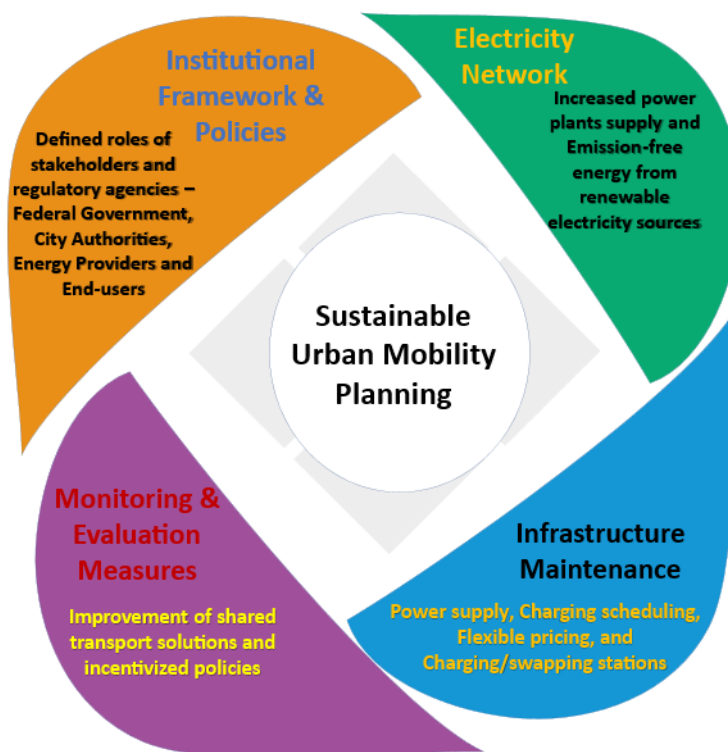 Institutional
Framework &
Policies
Defined roles of
stakeholders and
regulatory agencies –
Federal Government,
City Authorities,
Energy Providers and
End-users
Electricity
Network
Increased power
plants supply and
Emission-free
energy from
renewable
electricity sources
Sustainable
Urban Mobility
Planning
Monitoring &
Evaluation
Measures
Improvement of shared
transport solutions and
incentivized policies
Infrastructure
Maintenance
Power supply, Charging scheduling,
Flexible pricing, and
Charging/swapping stations